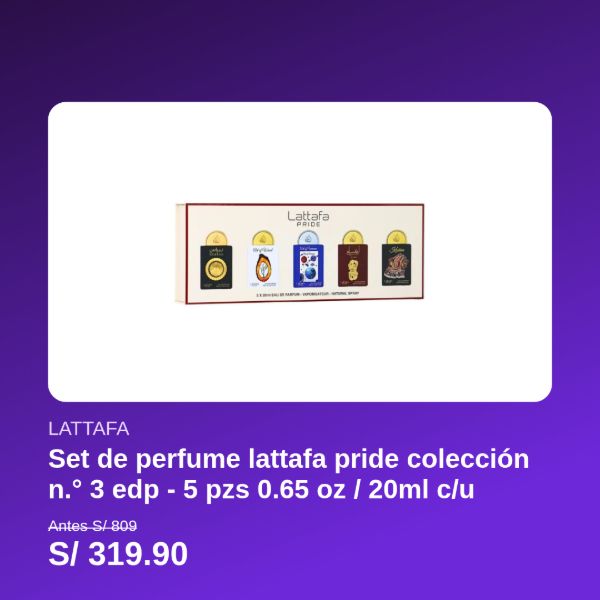 Lattafa
PRIDE
5 X 20ml EAU DE PARFUM - VAPORISATEUR - NATURAL SPRAY
LATTAFA
Set de perfume lattafa pride colección
n.° 3 edp - 5 pzs 0.65 oz / 20ml c/u
Antes S/ 809
S/ 319.90